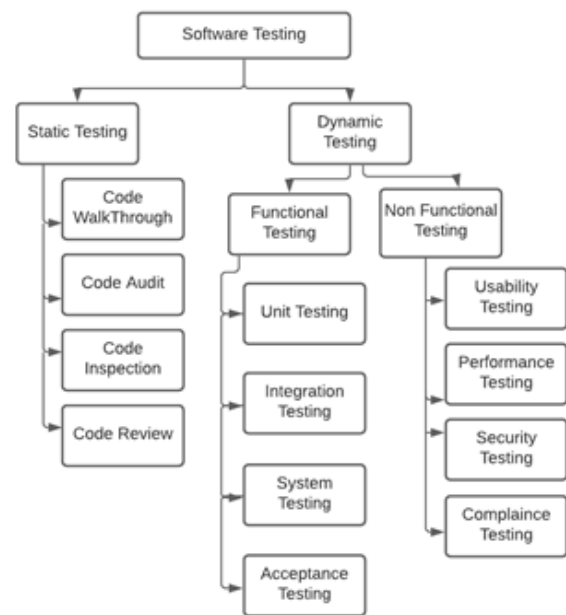 Software Testing
Static Testing
Dynamic
Testing
Code
WalkThrough
Code Audit
Code
Inspection
Code Review
Functional
Testing
Non Functional
Testing
Unit Testing
Integration
Testing
System
Testing
Acceptance
Testing
Usability
Testing
Performance
Testing
Security
Testing
Complaince
Testing